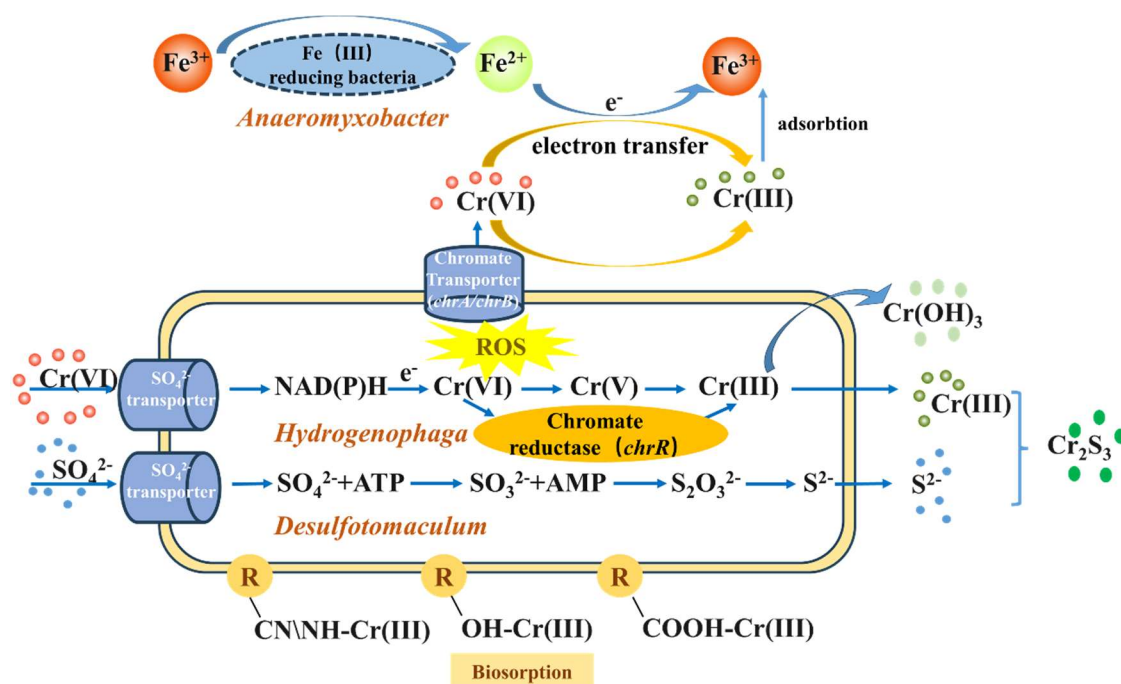 Fe³⁺
Fe (III)
reducing bacteria
Fe²⁺
Fe³⁺
Anaeromyxobacter
e⁻
adsorbtion
electron transfer
Cr(VI)
Cr(III)
Chromate
Transporter
(chrA/chrB)
Cr(OH)₃
ROS
Cr(VI)
SO₄²⁻
transporter
NAD(P)H
e⁻
Cr(VI)
Cr(V)
Cr(III)
Cr(III)
Hydrogenophaga
Chromate
reductase (chrR)
Cr₂S₃
SO₄²⁻
SO₄²⁻
transporter
SO₄²⁻+ATP
SO₃²⁻+AMP
S₂O₃²⁻
S²⁻
S²⁻
Desulfotomaculum
R
R
R
CN\NH-Cr(III)
OH-Cr(III)
COOH-Cr(III)
Biosorption